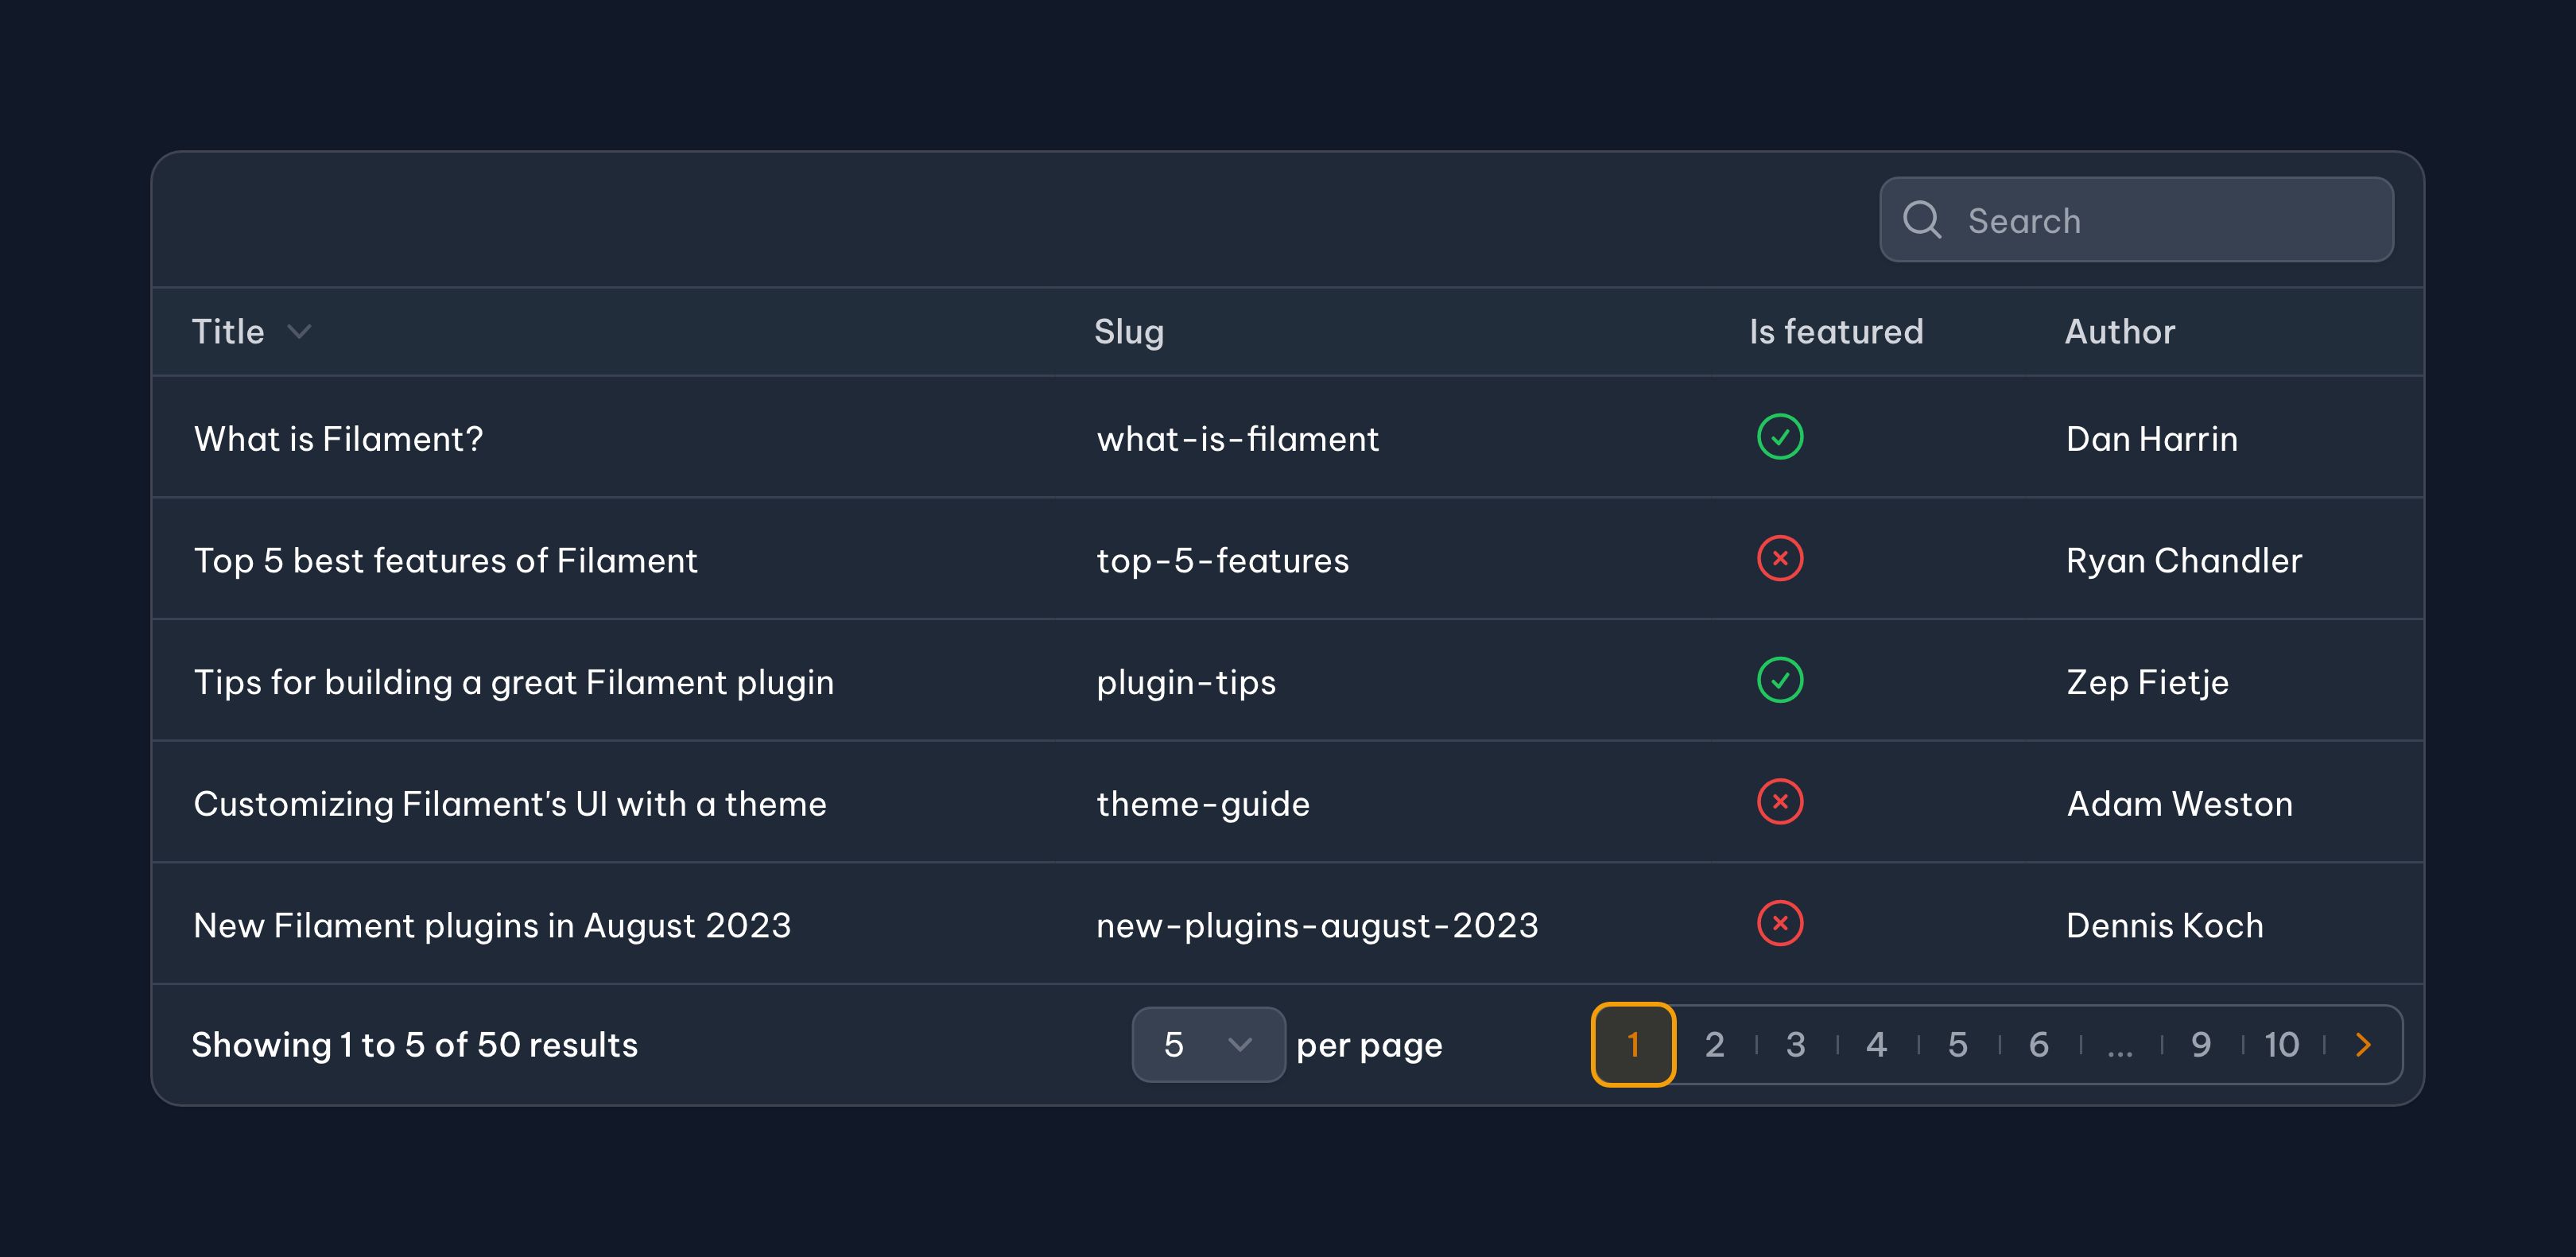 Search
Title Slug Is featured Author
What is Filament? what-is-filament Dan Harrin
Top 5 best features of Filament top-5-features Ryan Chandler
Tips for building a great Filament plugin plugin-tips Zep Fietje
Customizing Filament's UI with a theme theme-guide Adam Weston
New Filament plugins in August 2023 new-plugins-august-2023 Dennis Koch
Showing 1 to 5 of 50 results 5 per page 1 2 3 4 5 6 ... 9 10